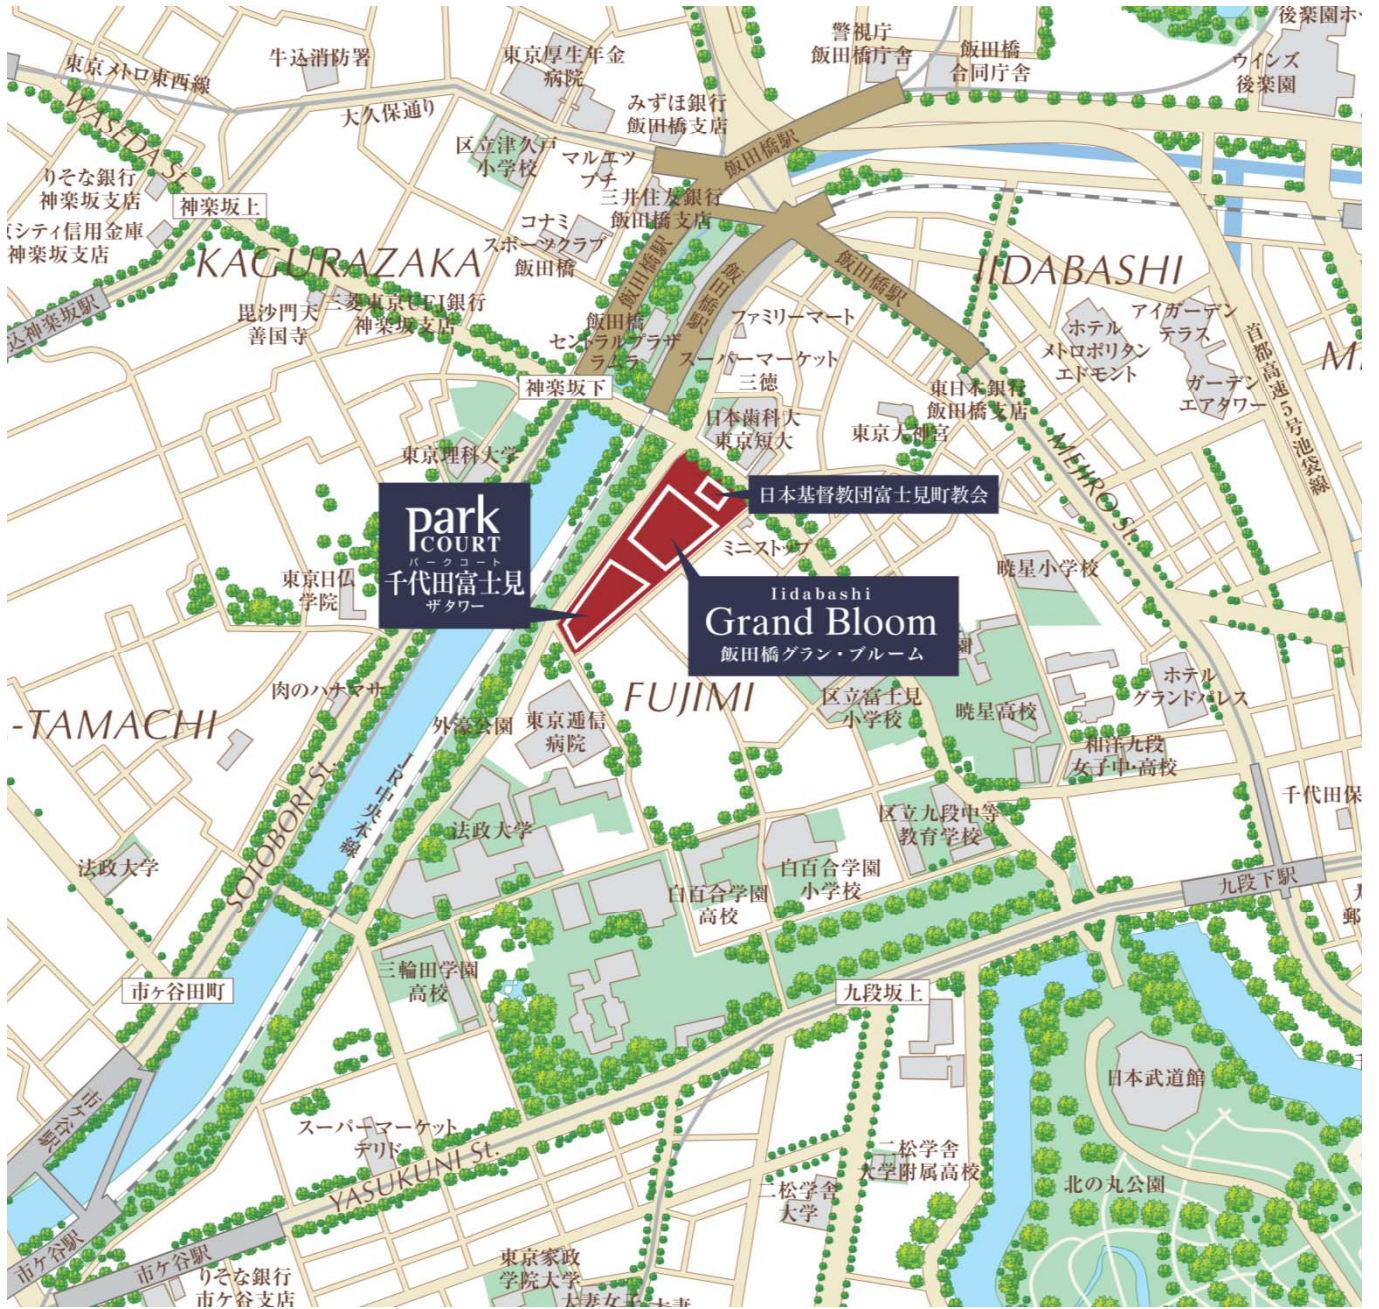 後楽園ホ
警視庁
飯田橋庁舎
飯田橋
合同庁舎
牛込消防署
東京厚生年金
病院
東京メトロ東西線
ウインズ
後楽園
大久保通り
みずほ銀行
飯田橋支店
WASEDA St.
区立津久戸
小学校
マルエツ
プチ
飯田橋駅
りそな銀行
神楽坂支店
神楽坂上
三井住友銀行
飯田橋支店
シティ信用金庫
神楽坂支店
コナミ
スポーツクラブ
飯田橋
KAGURAZAKA
飯田橋駅
飯田橋駅
飯田橋駅
IIDABASHI
込神楽坂駅
毘沙門天
善国寺
三菱東京UFJ銀行
神楽坂支店
飯田橋
セントラルプラザ
ラムラ
ファミリーマート
スーパーマーケット
三徳
ホテル
メトロポリタン
エドモント
アイガーデン
テラス
ガーデン
エアタワー
首都高速5号池袋線
神楽坂下
東日本銀行
飯田橋支店
日本歯科大
東京短大
東京大神宮
東京理科大学
MEJIRO St.
日本基督教団富士見町教会
park
COURT
パークコート
千代田富士見
ザ タワー
ミニストップ
暁星小学校
東京日仏
学院
Iidabashi
Grand Bloom
飯田橋グラン・ブルーム
園
肉のハナマサ
FUJIMI
区立富士見
小学校
暁星高校
ホテル
グランドパレス
-TAMACHI
外濠公園
東京逓信
病院
和洋九段
女子中・高校
JR中央本線
SOTOBORI St.
千代田保
法政大学
区立九段中等
教育学校
法政大学
白百合学園
高校
白百合学園
小学校
九段下駅
郵
三輪田学園
高校
市ヶ谷田町
九段坂上
日本武道館
市ケ谷駅
スーパーマーケット
デリド
YASUKUNI St.
二松学舎
大学附属高校
二松学舎
大学
北の丸公園
市ケ谷駅
市ケ谷駅
りそな銀行
市ケ谷支店
東京家政
学院大学
大妻女子
大妻